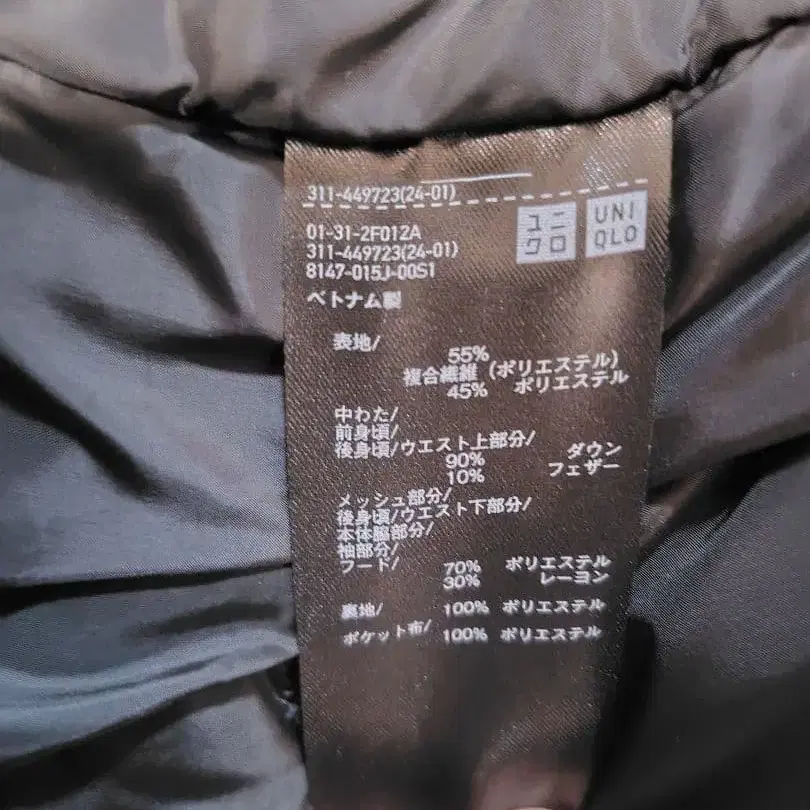 311-449723(24-01)
ユニクロ
UNIQLO
01-31-2F012A
311-449723(24-01)
8147-015J-00S1
ベトナム製
表地/
55%
複合繊維 (ポリエステル)
45% ポリエステル
中わた/
前身頃/
後身頃/ウエスト上部分/
90% ダウン
10% フェザー
メッシュ部分/
後身頃/ウエスト下部分/
本体脇部分/
袖部分/
フード/ 70% ポリエステル
30% レーヨン
裏地/ 100% ポリエステル
ポケット布/ 100% ポリエステル